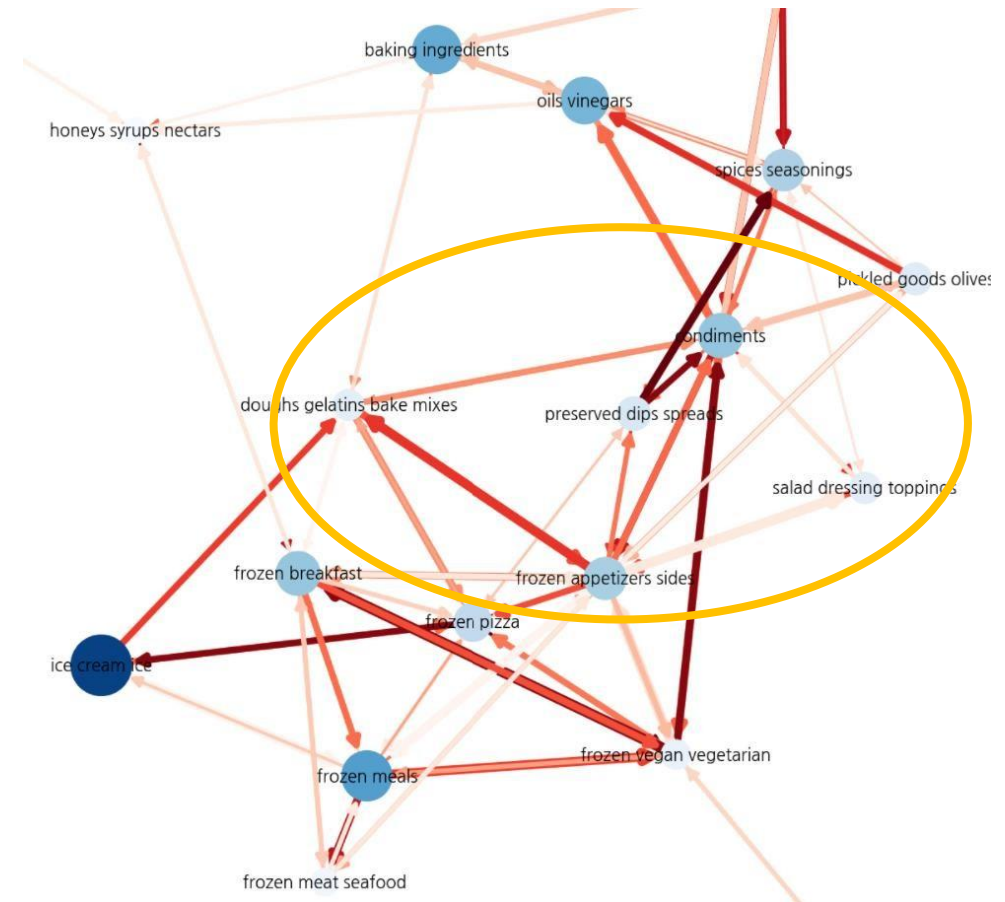 baking ingredients
oils vinegars
honeys syrups nectars
spices seasonings
pickled goods olives
condiments
doughs gelatins bake mixes
preserved dips spreads
salad dressing toppings
frozen breakfast
frozen appetizers sides
frozen pizza
ice cream ice
frozen vegan vegetarian
frozen meals
frozen meat seafood